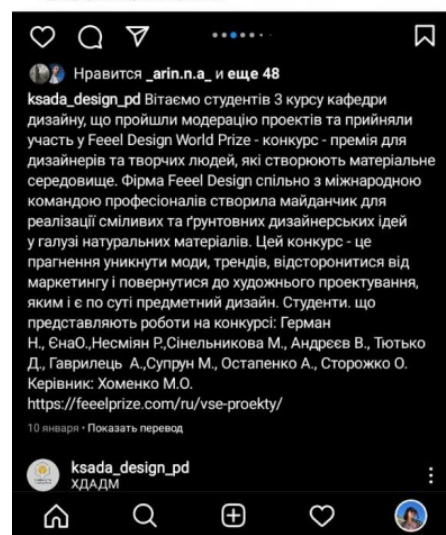 Нравится _arin.n.a_ и еще 48
ksada_design_pd Вітаємо студентів 3 курсу кафедри
дизайну, що пройшли модерацію проектів та прийняли
участь у Feeel Design World Prize - конкурс - премія для
дизайнерів та творчих людей, які створюють матеріальне
середовище. Фірма Feeel Design спільно з міжнародною
командою професіоналів створила майданчик для
реалізації сміливих та ґрунтовних дизайнерських ідей
у галузі натуральних матеріалів. Цей конкурс - це
прагнення уникнути моди, трендів, відсторонитися від
маркетингу і повернутися до художнього проектування,
яким і є по суті предметний дизайн. Студенти. що
представляють роботи на конкурсі: Герман
Н., ЄнаО.,Несміян Р.,Сінельникова М., Андрєєв В., Тютько
Д., Гаврилець А.,Супрун М., Остапенко А., Сторожко О.
Керівник: Хоменко М.О.
https://feeelprize.com/ru/vse-proekty/
10 января • Показать перевод
ksada_design_pd
ХДАДМ